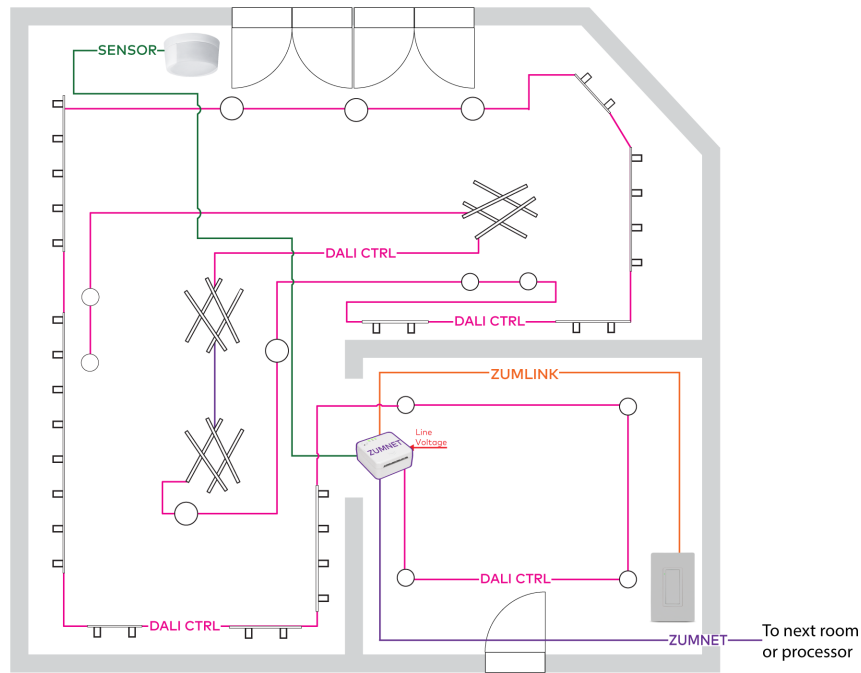 SENSOR
DALI CTRL
DALI CTRL
ZUMLINK
Line
Voltage
ZUMNET
DALI CTRL
DALI CTRL
ZUMNET
To next room
or processor